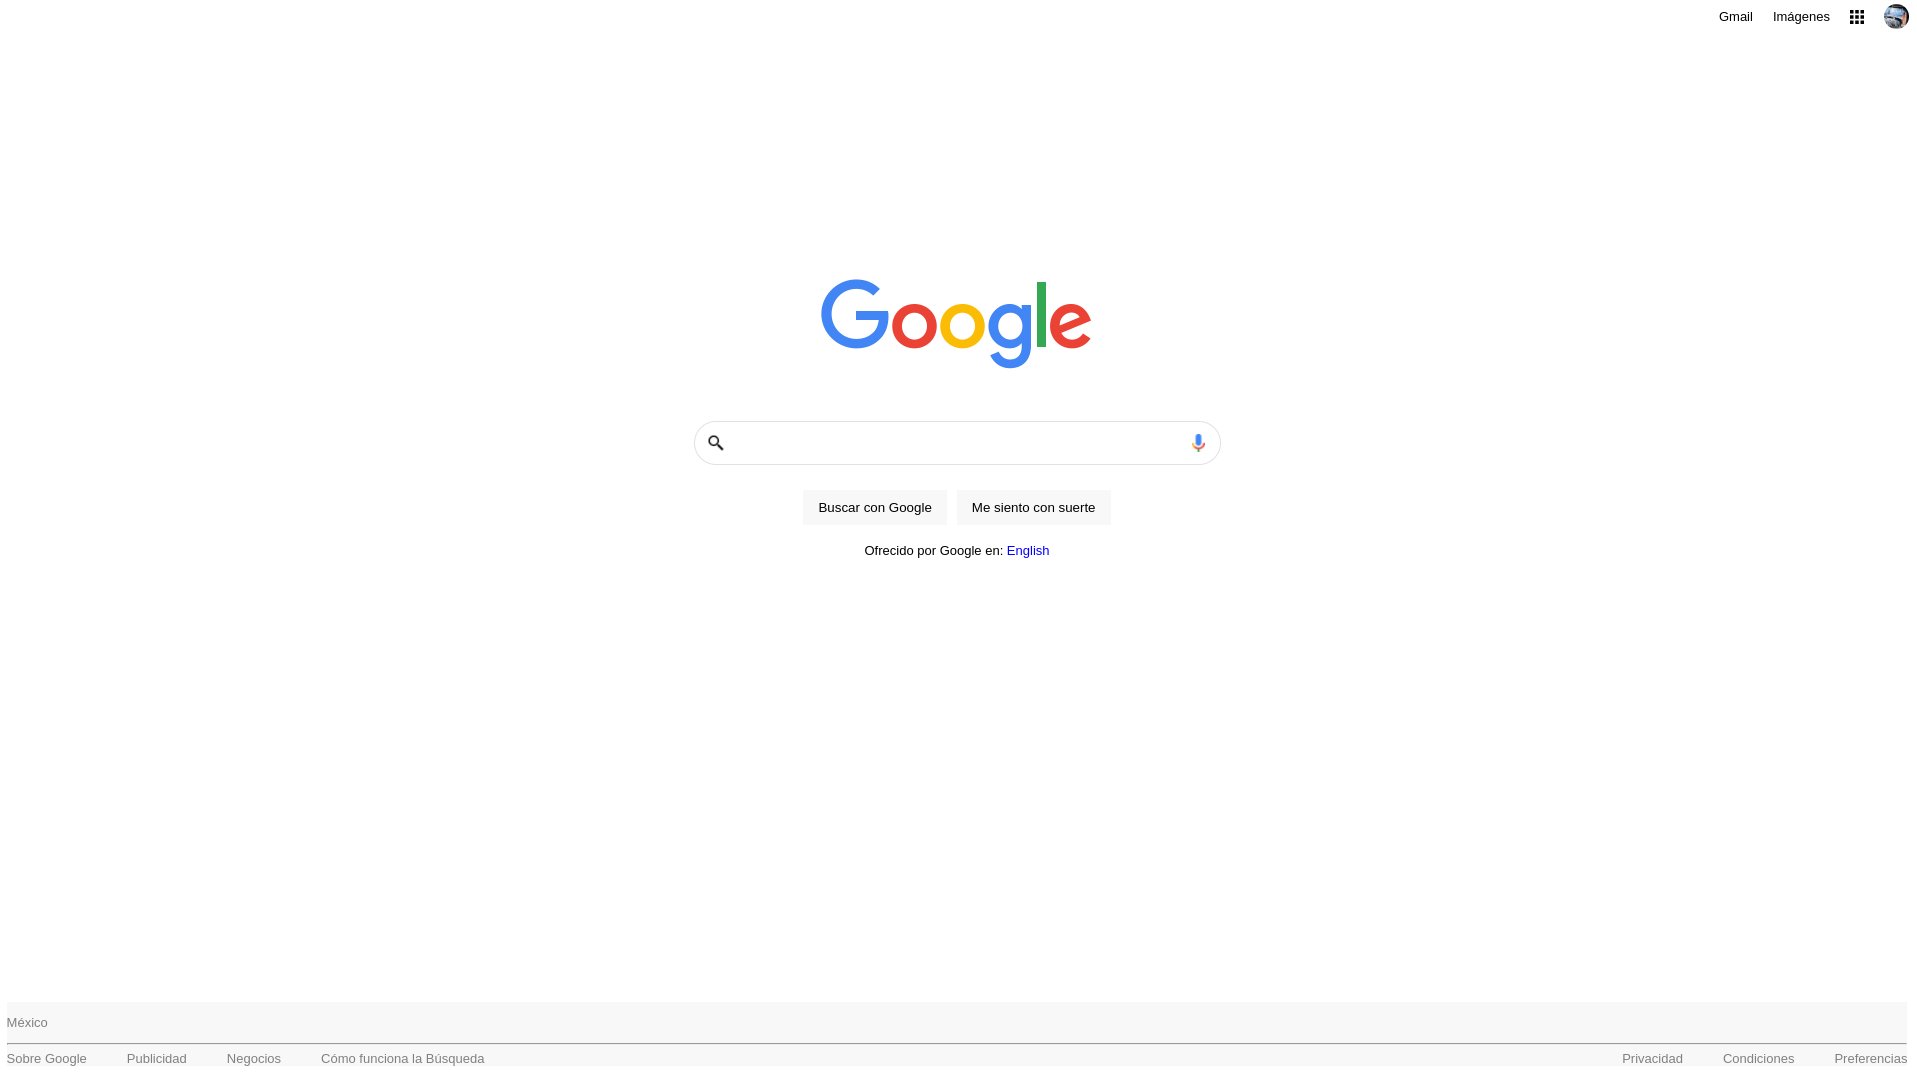 Gmail Imágenes
Google
Buscar con Google Me siento con suerte
Ofrecido por Google en: English
México
Sobre Google Publicidad Negocios Cómo funciona la Búsqueda Privacidad Condiciones Preferencias